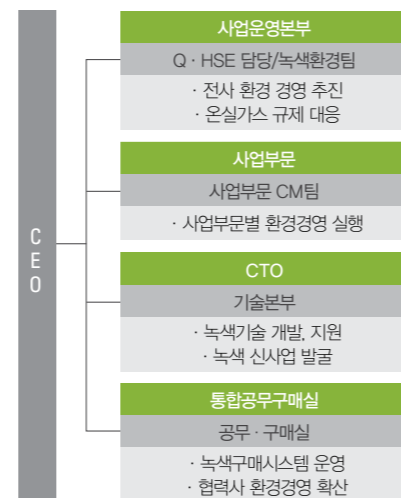 CEO
사업운영본부
Q · HSE 담당/녹색환경팀
· 전사 환경 경영 추진
· 온실가스 규제 대응
사업부문
사업부문 CM팀
· 사업부문별 환경경영 실행
CTO
기술본부
· 녹색기술 개발, 지원
· 녹색 신사업 발굴
통합공무구매실
공무 · 구매실
· 녹색구매시스템 운영
· 협력사 환경경영 확산